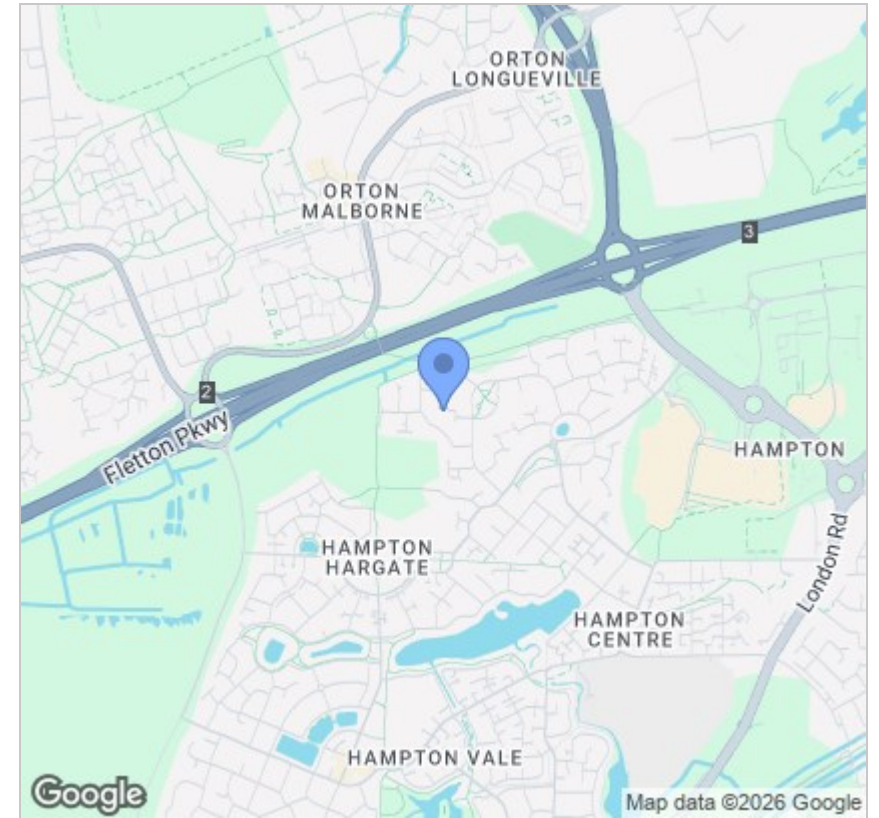 ORTON
LONGUEVILLE
ORTON
MALBORNE
3
2
Fletton Pkwy
HAMPTON
London Rd
HAMPTON
HARGATE
HAMPTON
CENTRE
HAMPTON VALE
Google
Map data ©2026 Google